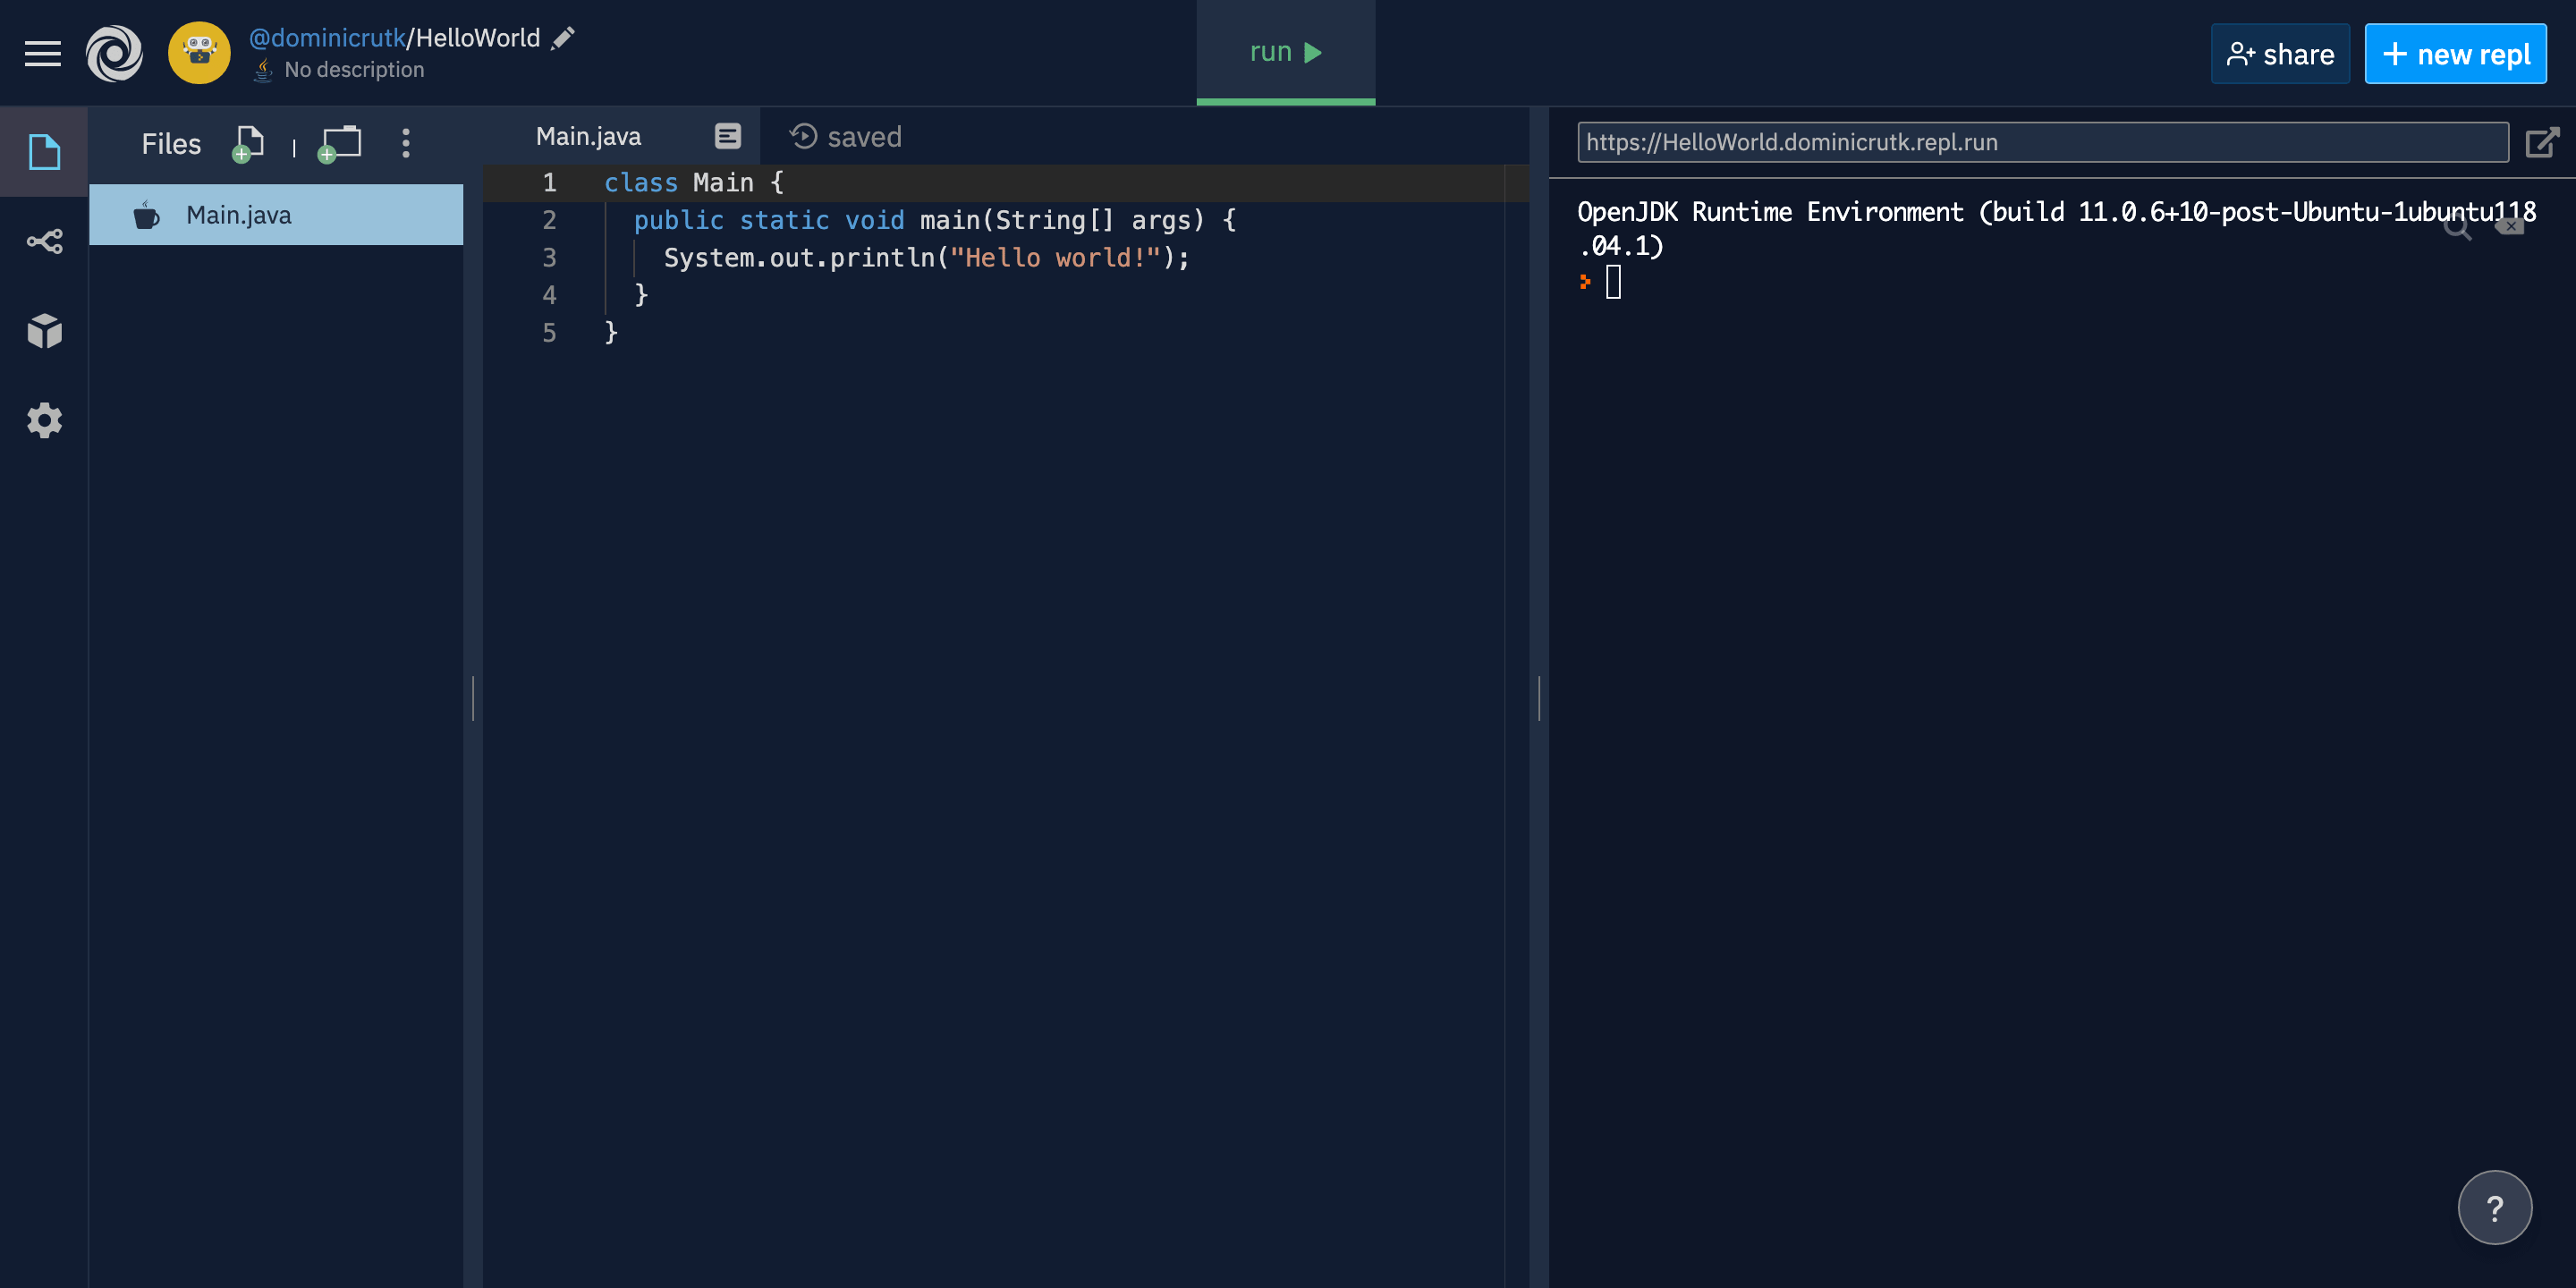 @dominicrutk/HelloWorld
No description
run
share
+ new repl
Files
Main.java
Main.java
saved
1 class Main {
2 public static void main(String[] args) {
3 System.out.println("Hello world!");
4 }
5 }
https://HelloWorld.dominicrutk.repl.run
OpenJDK Runtime Environment (build 11.0.6+10-post-Ubuntu-1ubuntu118
.04.1)
>
?